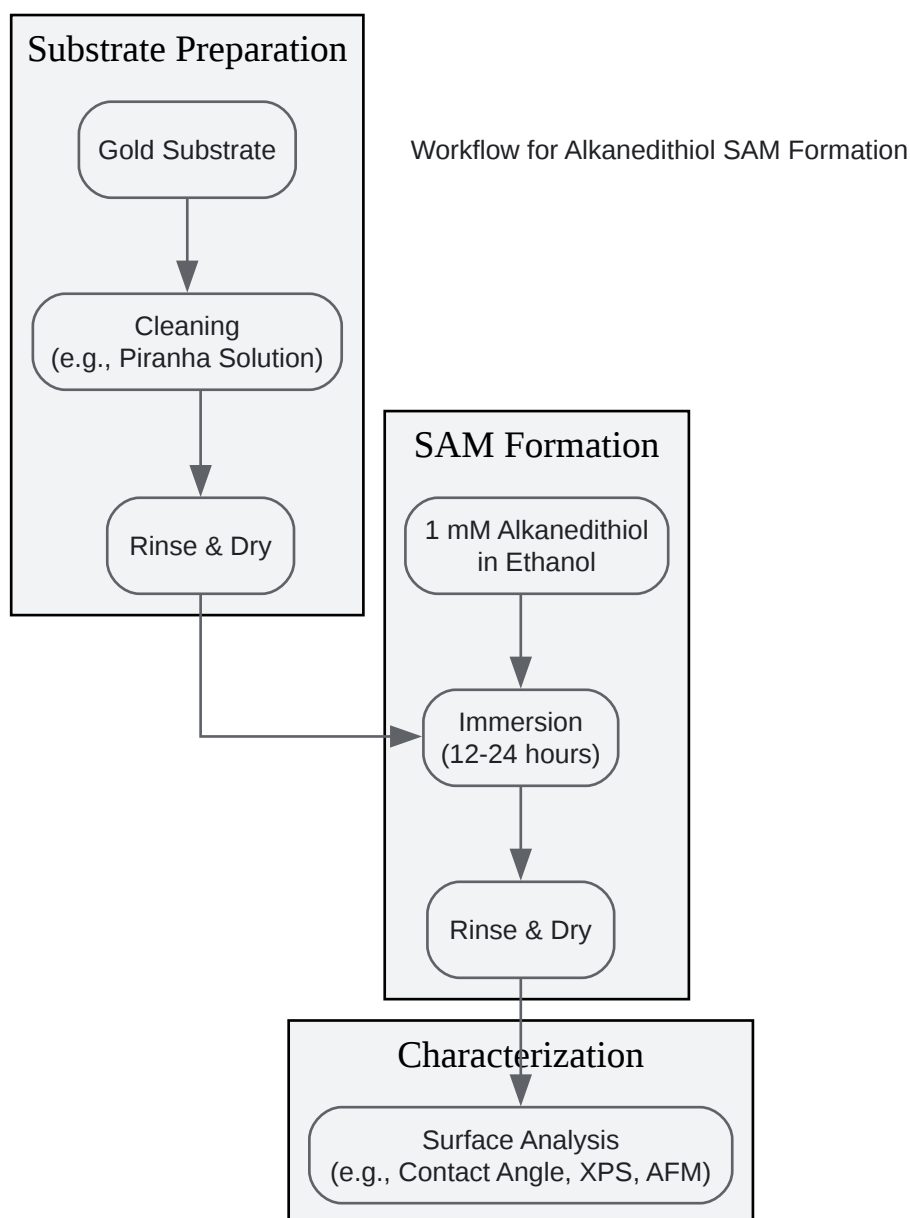 Substrate Preparation
Gold Substrate
Workflow for Alkanedithiol SAM Formation
Cleaning
(e.g., Piranha Solution)
Rinse & Dry
SAM Formation
1 mM Alkanedithiol
in Ethanol
Immersion
(12-24 hours)
Rinse & Dry
Characterization
Surface Analysis
(e.g., Contact Angle, XPS, AFM)